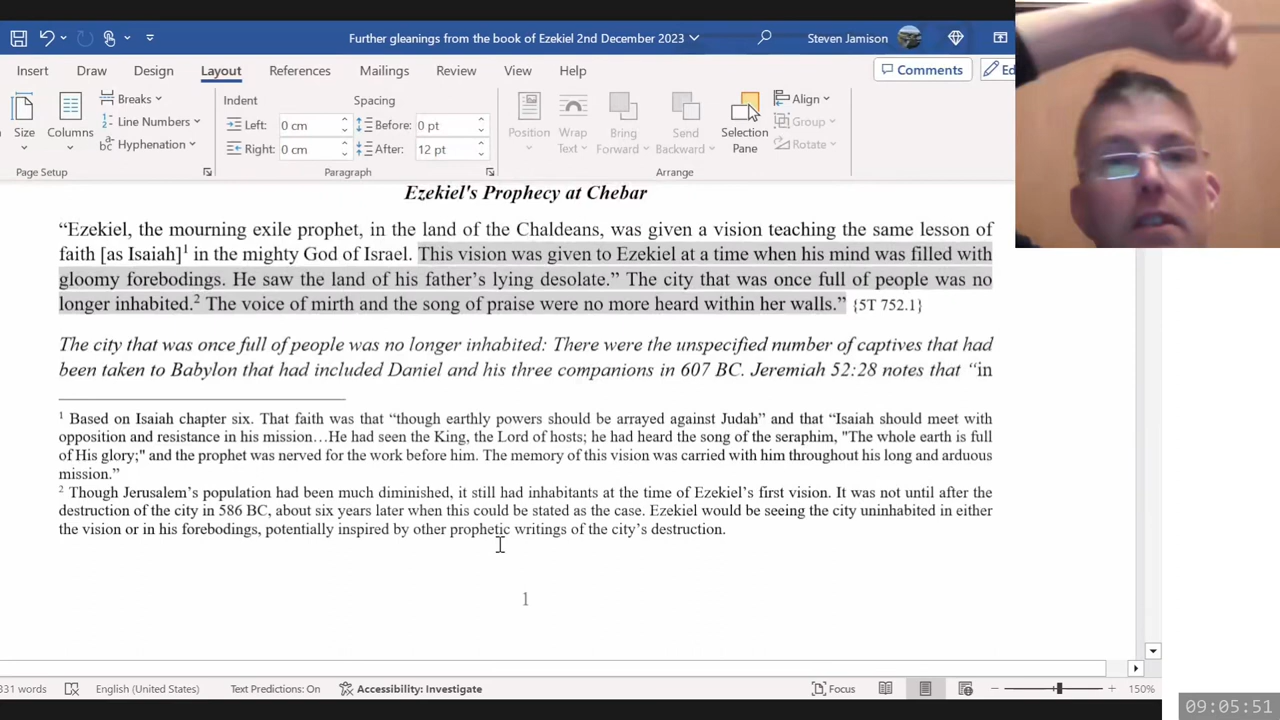 Further gleanings from the book of Ezekiel 2nd December 2023
Steven Jamison
Insert Draw Design Layout References Mailings Review View Help
Comments
Size
Columns
Breaks
Line Numbers
Hyphenation
Page Setup
Indent
Left: 0 cm
Right: 0 cm
Spacing
Before: 0 pt
After: 12 pt
Paragraph
Position
Wrap Text
Bring Forward
Send Backward
Selection Pane
Align
Group
Rotate
Arrange
Ezekiel's Prophecy at Chebar
“Ezekiel, the mourning exile prophet, in the land of the Chaldeans, was given a vision teaching the same lesson of
faith [as Isaiah]1 in the mighty God of Israel. This vision was given to Ezekiel at a time when his mind was filled with
gloomy forebodings. He saw the land of his father’s lying desolate.” The city that was once full of people was no
longer inhabited.2 The voice of mirth and the song of praise were no more heard within her walls.” {5T 752.1}
The city that was once full of people was no longer inhabited: There were the unspecified number of captives that had
been taken to Babylon that had included Daniel and his three companions in 607 BC. Jeremiah 52:28 notes that “in
1 Based on Isaiah chapter six. That faith was that “though earthly powers should be arrayed against Judah” and that “Isaiah should meet with
opposition and resistance in his mission…He had seen the King, the Lord of hosts; he had heard the song of the seraphim, "The whole earth is full
of His glory;" and the prophet was nerved for the work before him. The memory of this vision was carried with him throughout his long and arduous
mission.”
2 Though Jerusalem’s population had been much diminished, it still had inhabitants at the time of Ezekiel’s first vision. It was not until after the
destruction of the city in 586 BC, about six years later when this could be stated as the case. Ezekiel would be seeing the city uninhabited in either
the vision or in his forebodings, potentially inspired by other prophetic writings of the city’s destruction.
1
331 words English (United States) Text Predictions: On Accessibility: Investigate Focus 150%
09:05:51